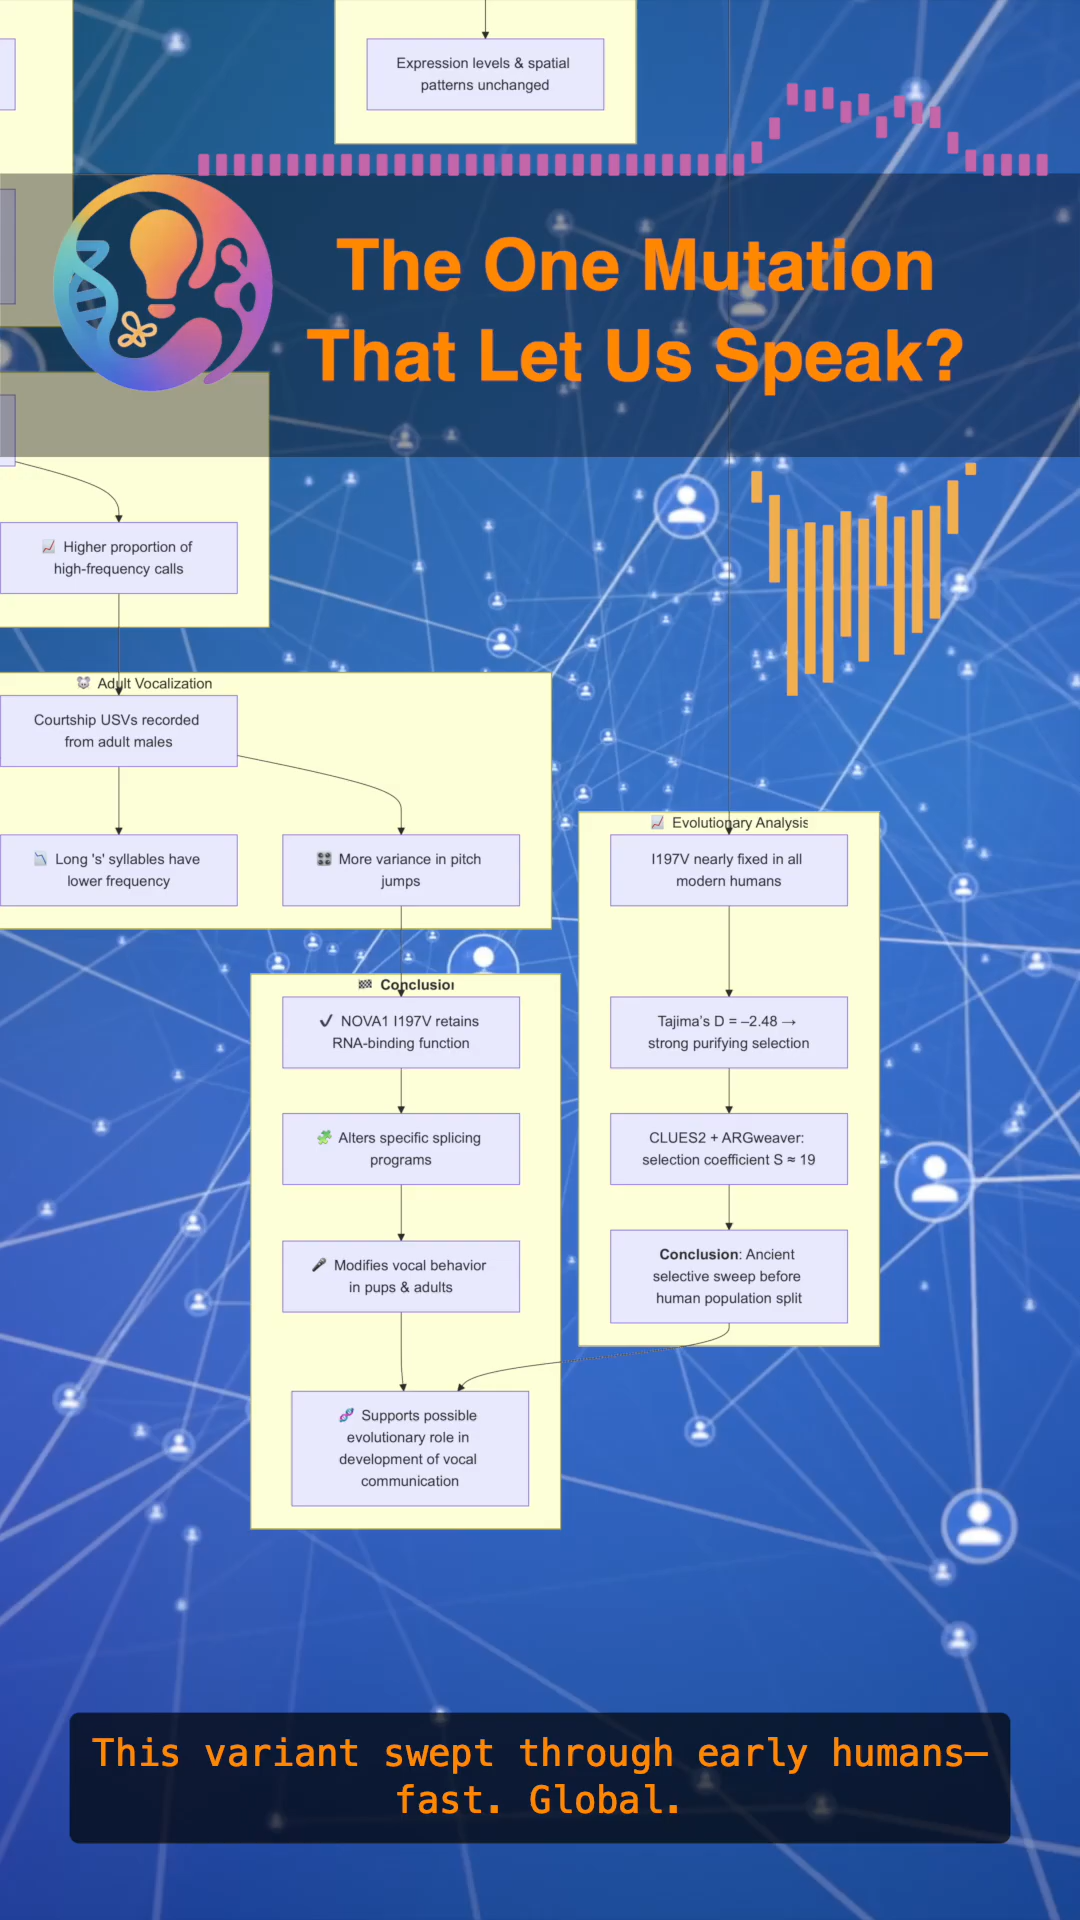 Expression levels & spatial
patterns unchanged
The One Mutation
That Let Us Speak?
📈 Higher proportion of
high-frequency calls
🐭 Adult Vocalization
Courtship USVs recorded
from adult males
📉 Long 's' syllables have
lower frequency
🎛️ More variance in pitch
jumps
📈 Evolutionary Analysis
I197V nearly fixed in all
modern humans
Tajima’s D = –2.48 →
strong purifying selection
CLUES2 + ARGweaver:
selection coefficient S ≈ 19
Conclusion: Ancient
selective sweep before
human population split
🏁 Conclusion
✔️ NOVA1 I197V retains
RNA-binding function
🧩 Alters specific splicing
programs
🎤 Modifies vocal behavior
in pups & adults
🧬 Supports possible
evolutionary role in
development of vocal
communication
This variant swept through early humans—
fast. Global.